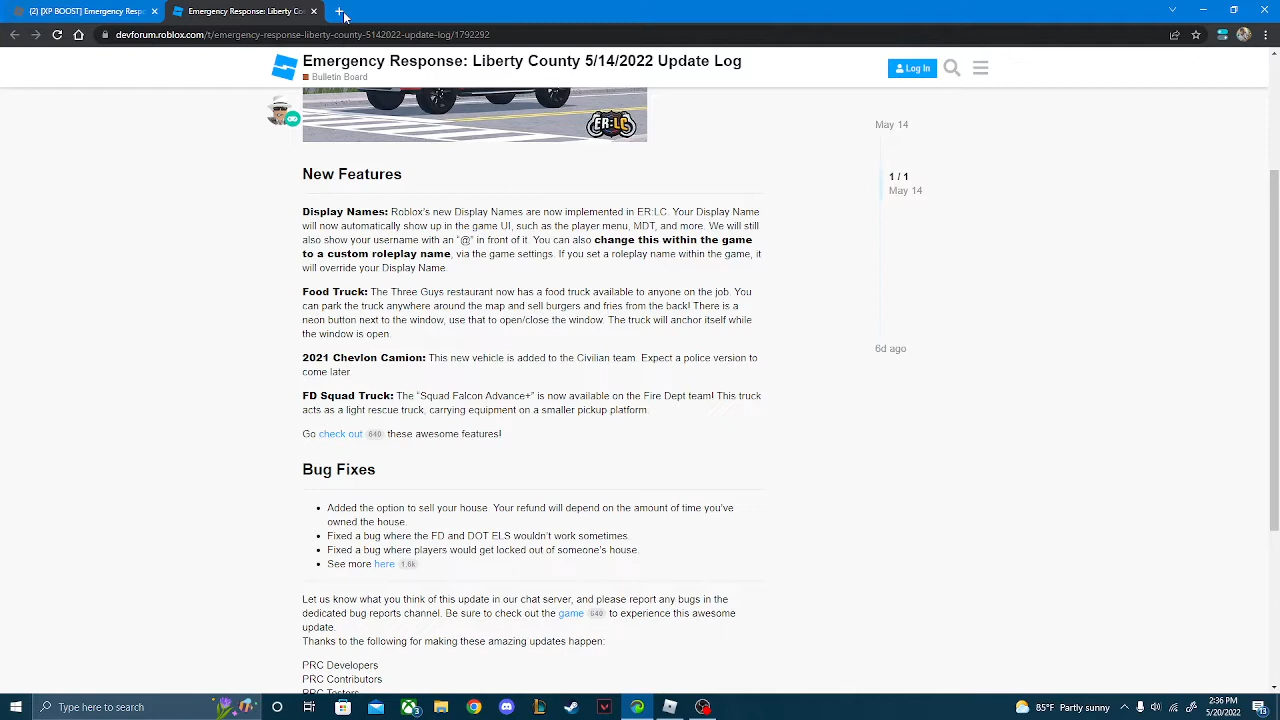 (2) [XP BOOST] Emergency Respon
Emergency Response: Liberty Co
devforum.roblox.com/t/emergency-response-liberty-county-5142022-update-log/1792292
Emergency Response: Liberty County 5/14/2022 Update Log
Bulletin Board
Log In
ER:LC
May 14
1 / 1
May 14
6d ago
New Features
Display Names: Roblox's new Display Names are now implemented in ER:LC. Your Display Name
will now automatically show up in the game UI, such as the player menu, MDT, and more. We will still
also show your username with an "@" in front of it. You can also change this within the game
to a custom roleplay name, via the game settings. If you set a roleplay name within the game, it
will override your Display Name.
Food Truck: The Three Guys restaurant now has a food truck available to anyone on the job. You
can park the truck anywhere around the map and sell burgers and fries from the back! There is a
neon button next to the window, use that to open/close the window. The truck will anchor itself while
the window is open.
2021 Chevlon Camion: This new vehicle is added to the Civilian team. Expect a police version to
come later.
FD Squad Truck: The "Squad Falcon Advance+" is now available on the Fire Dept team! This truck
acts as a light rescue truck, carrying equipment on a smaller pickup platform.
Go check out 640 these awesome features!
Bug Fixes
• Added the option to sell your house. Your refund will depend on the amount of time you've
owned the house.
• Fixed a bug where the FD and DOT ELS wouldn't work sometimes.
• Fixed a bug where players would get locked out of someone's house.
• See more here 1.6k
Let us know what you think of this update in our chat server, and please report any bugs in the
dedicated bug reports channel. Be sure to check out the game 640 to experience this awesome
update.
Thanks to the following for making these amazing updates happen:
PRC Developers
PRC Contributors
PRC Testers
Type here to search
85°F Partly sunny
2:36 PM
5/20/2022